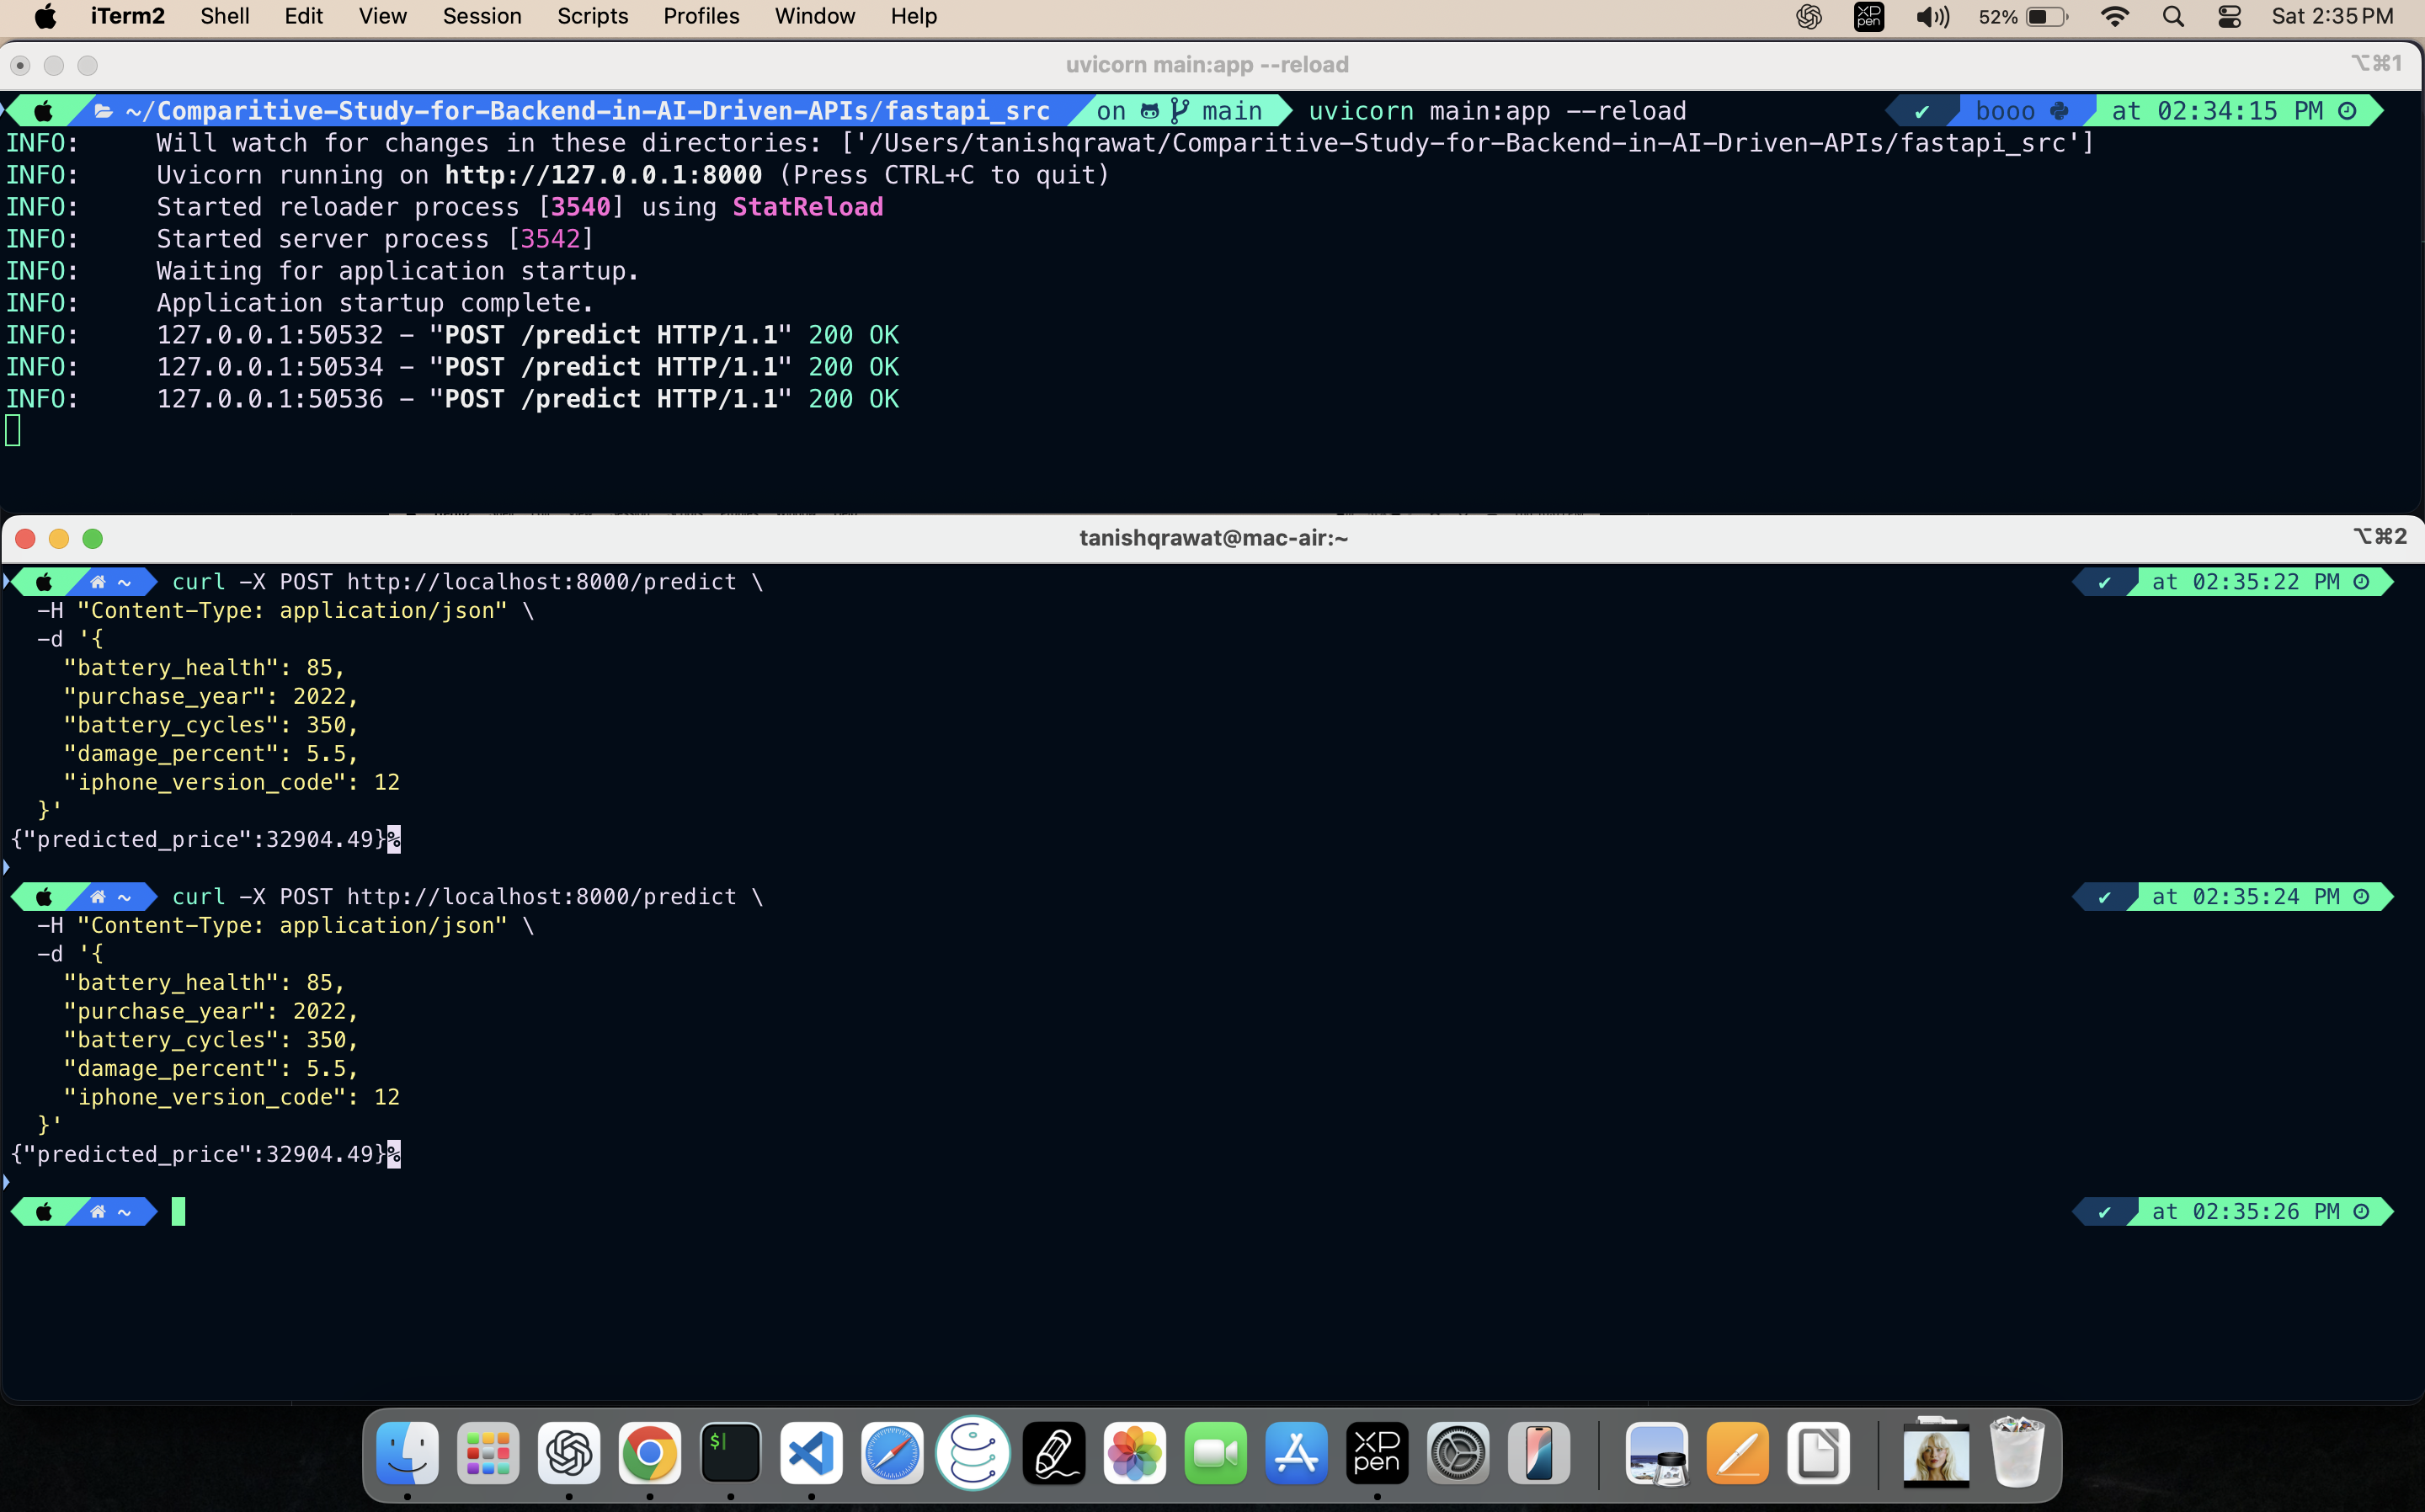 iTerm2 Shell Edit View Session Scripts Profiles Window Help XP pen 52% Sat 2:35 PM
uvicorn main:app --reload ⌥⌘1
~/Comparitive-Study-for-Backend-in-AI-Driven-APIs/fastapi_src on main uvicorn main:app --reload ✔ booo at 02:34:15 PM
INFO: Will watch for changes in these directories: ['/Users/tanishqrawat/Comparitive-Study-for-Backend-in-AI-Driven-APIs/fastapi_src']
INFO: Uvicorn running on http://127.0.0.1:8000 (Press CTRL+C to quit)
INFO: Started reloader process [3540] using StatReload
INFO: Started server process [3542]
INFO: Waiting for application startup.
INFO: Application startup complete.
INFO: 127.0.0.1:50532 - "POST /predict HTTP/1.1" 200 OK
INFO: 127.0.0.1:50534 - "POST /predict HTTP/1.1" 200 OK
INFO: 127.0.0.1:50536 - "POST /predict HTTP/1.1" 200 OK
tanishqrawat@mac-air:~ ⌥⌘2
~ curl -X POST http://localhost:8000/predict \ ✔ at 02:35:22 PM
-H "Content-Type: application/json" \
-d '{
"battery_health": 85,
"purchase_year": 2022,
"battery_cycles": 350,
"damage_percent": 5.5,
"iphone_version_code": 12
}'
{"predicted_price":32904.49}%
~ curl -X POST http://localhost:8000/predict \ ✔ at 02:35:24 PM
-H "Content-Type: application/json" \
-d '{
"battery_health": 85,
"purchase_year": 2022,
"battery_cycles": 350,
"damage_percent": 5.5,
"iphone_version_code": 12
}'
{"predicted_price":32904.49}%
~ ✔ at 02:35:26 PM
$ XP pen